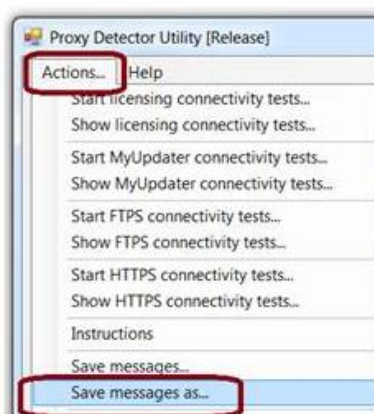 Proxy Detector Utility [Release]
Actions... Help
Start licensing connectivity tests...
Show licensing connectivity tests...
Start MyUpdater connectivity tests...
Show MyUpdater connectivity tests...
Start FTPS connectivity tests...
Show FTPS connectivity tests...
Start HTTPS connectivity tests...
Show HTTPS connectivity tests...
Instructions
Save messages...
Save messages as...